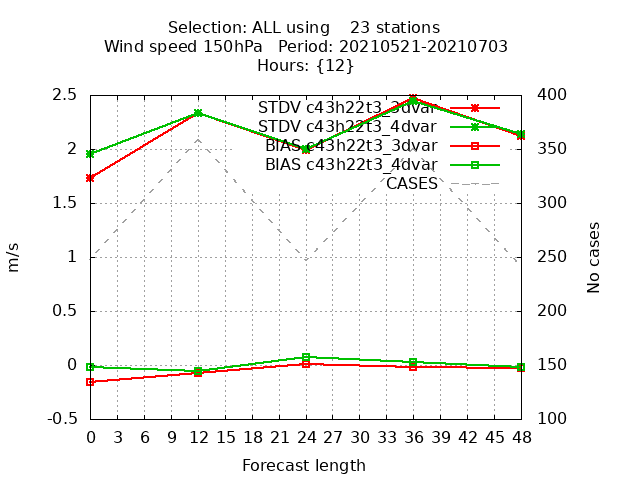 Selection: ALL using    23 stations
Wind speed 150hPa   Period: 20210521-20210703
Hours: {12}
2.5
2
1.5
1
0.5
0
-0.5
m/s
STDV c43h22t3_3dvar
STDV c43h22t3_4dvar
BIAS c43h22t3_3dvar
BIAS c43h22t3_4dvar
CASES
400
350
300
250
200
150
100
No cases
0 3 6 9 12 15 18 21 24 27 30 33 36 39 42 45 48
Forecast length